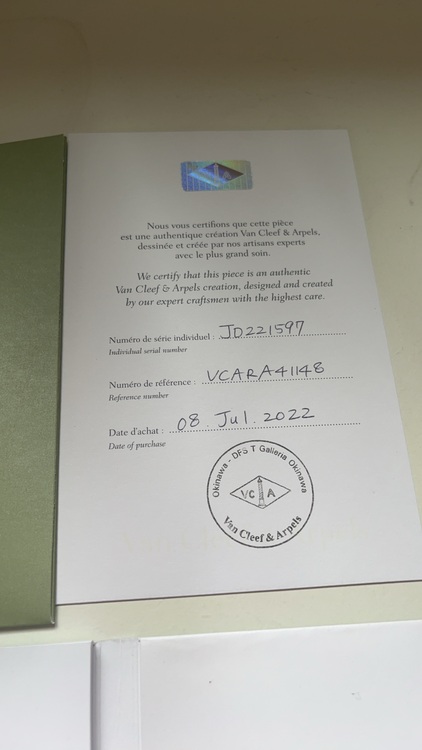 Nous vous certifions que cette pièce
est une authentique création Van Cleef & Arpels,
dessinée et créée par nos artisans experts
avec le plus grand soin.
We certify that this piece is an authentic
Van Cleef & Arpels creation, designed and created
by our expert craftsmen with the highest care.
Numéro de série individuel : JD221597
Individual serial number
Numéro de référence : VCARA41148
Reference number
Date d'achat : 08. Jul. 2022
Date of purchase
Okinawa - DFS T Galleria Okinawa
VC A
Van Cleef & Arpels